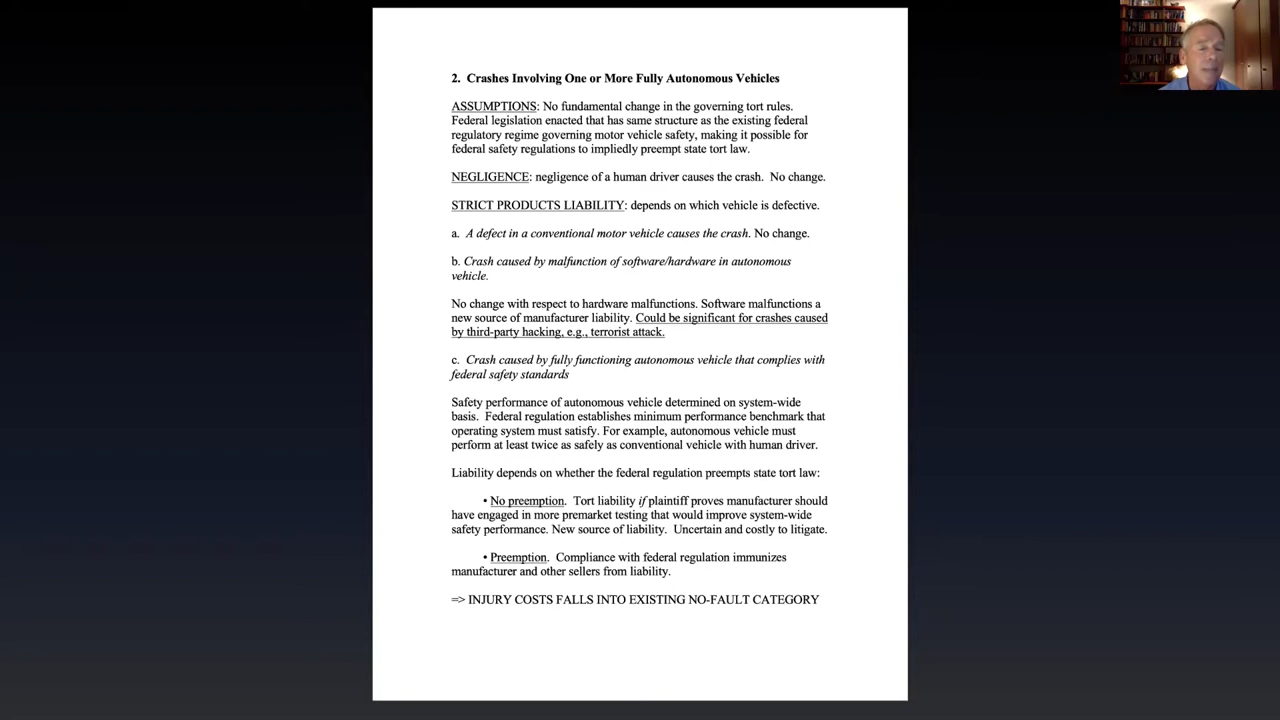 2. Crashes Involving One or More Fully Autonomous Vehicles
ASSUMPTIONS: No fundamental change in the governing tort rules.
Federal legislation enacted that has same structure as the existing federal
regulatory regime governing motor vehicle safety, making it possible for
federal safety regulations to impliedly preempt state tort law.
NEGLIGENCE: negligence of a human driver causes the crash. No change.
STRICT PRODUCTS LIABILITY: depends on which vehicle is defective.
a. A defect in a conventional motor vehicle causes the crash. No change.
b. Crash caused by malfunction of software/hardware in autonomous
vehicle.
No change with respect to hardware malfunctions. Software malfunctions a
new source of manufacturer liability. Could be significant for crashes caused
by third-party hacking, e.g., terrorist attack.
c. Crash caused by fully functioning autonomous vehicle that complies with
federal safety standards
Safety performance of autonomous vehicle determined on system-wide
basis. Federal regulation establishes minimum performance benchmark that
operating system must satisfy. For example, autonomous vehicle must
perform at least twice as safely as conventional vehicle with human driver.
Liability depends on whether the federal regulation preempts state tort law:
• No preemption. Tort liability if plaintiff proves manufacturer should
have engaged in more premarket testing that would improve system-wide
safety performance. New source of liability. Uncertain and costly to litigate.
• Preemption. Compliance with federal regulation immunizes
manufacturer and other sellers from liability.
=> INJURY COSTS FALLS INTO EXISTING NO-FAULT CATEGORY